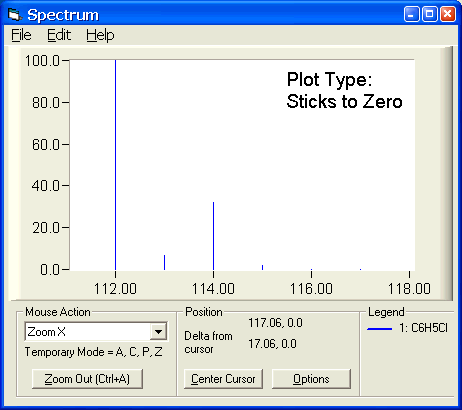 Spectrum
File Edit Help
Plot Type:
Sticks to Zero
100.0
80.0
60.0
40.0
20.0
0.0
112.00 114.00 116.00 118.00
Mouse Action
Zoom X
Temporary Mode = A, C, P, Z
Zoom Out (Ctrl+A)
Position
117.06, 0.0
Delta from
cursor
17.06, 0.0
Center Cursor
Options
Legend
1: C6H5Cl